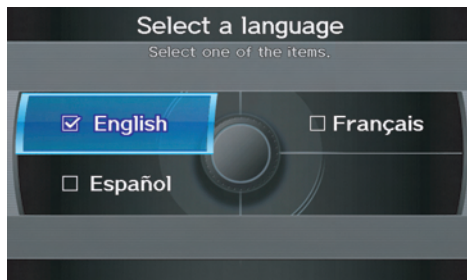 Select a language
Select one of the items.
English
Français
Español